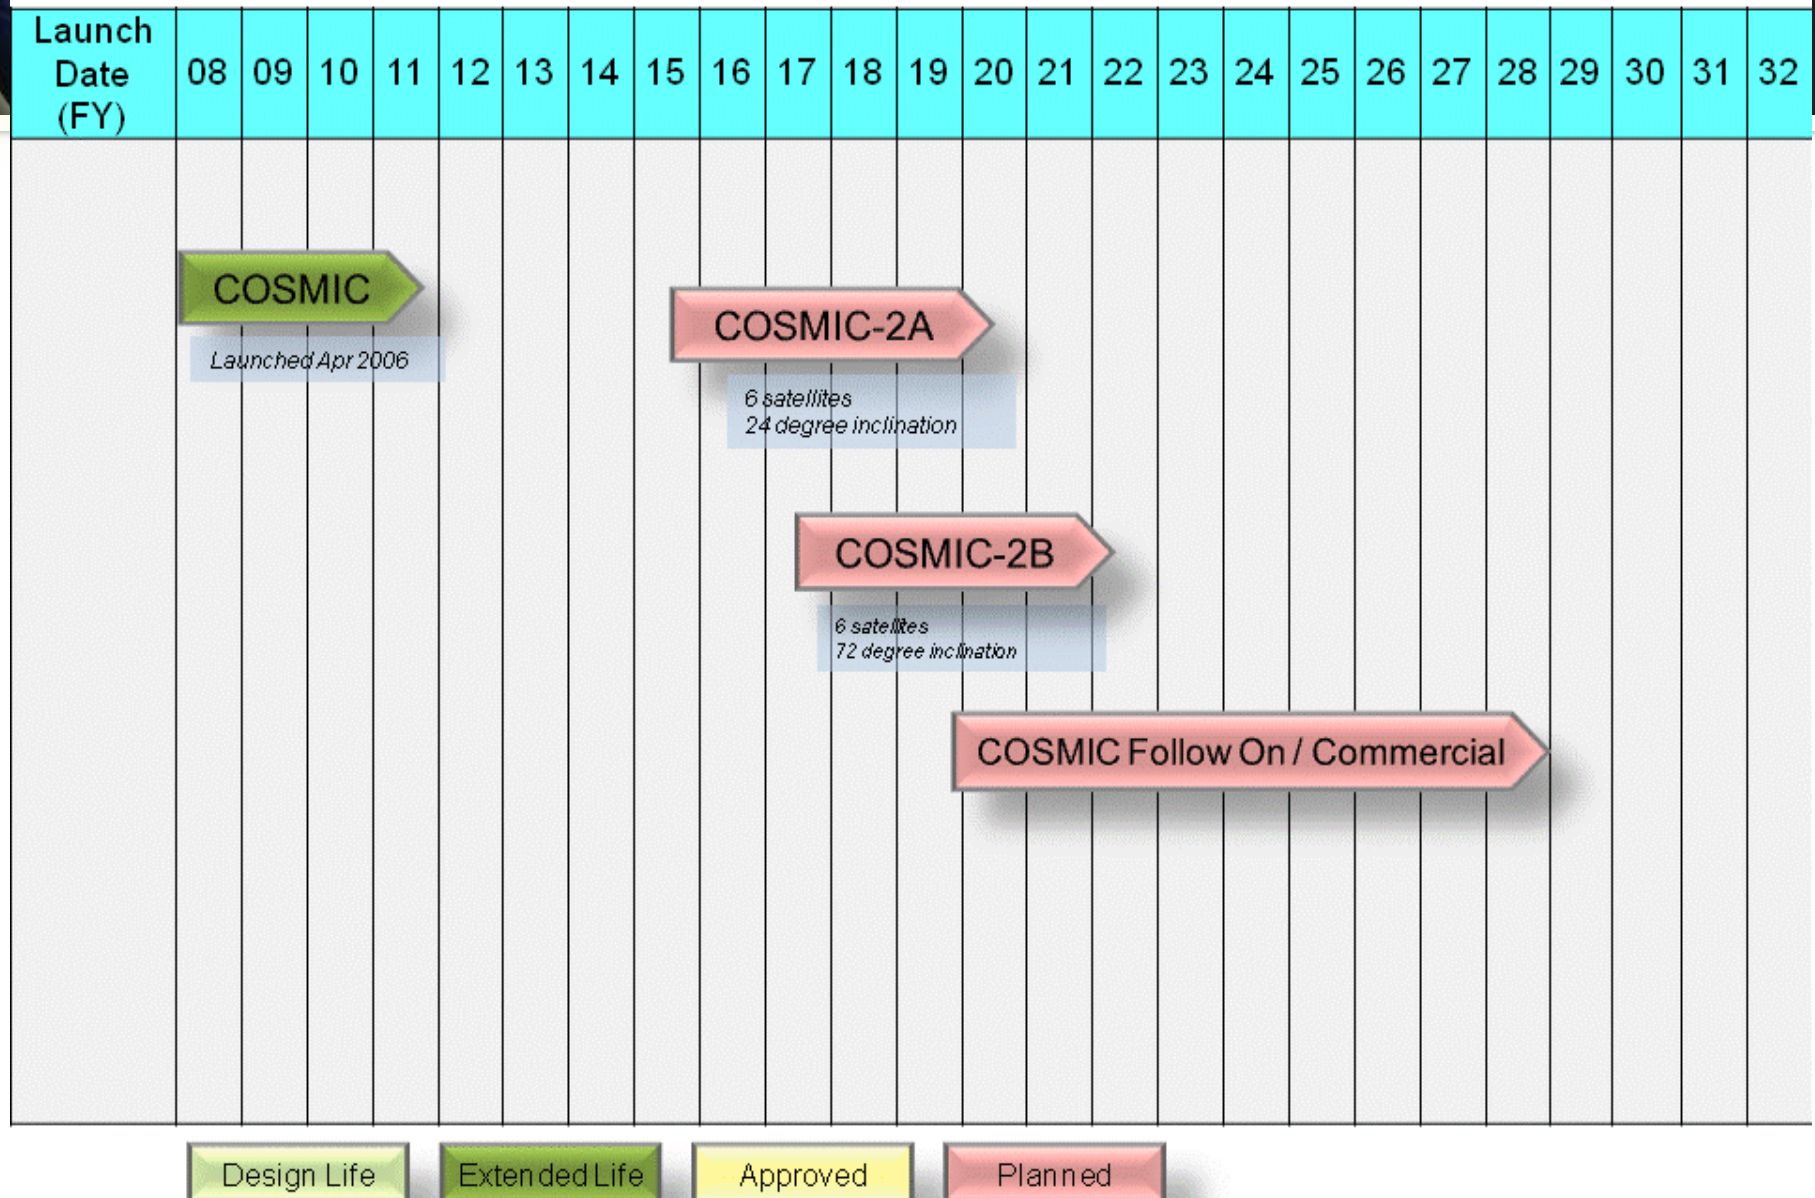 Launch
Date
(FY)
08 09 10 11 12 13 14 15 16 17 18 19 20 21 22 23 24 25 26 27 28 29 30 31 32
COSMIC
Launched Apr 2006
COSMIC-2A
6 satellites
24 degree inclination
COSMIC-2B
6 satellites
72 degree inclination
COSMIC Follow On / Commercial
Design Life Extended Life Approved Planned